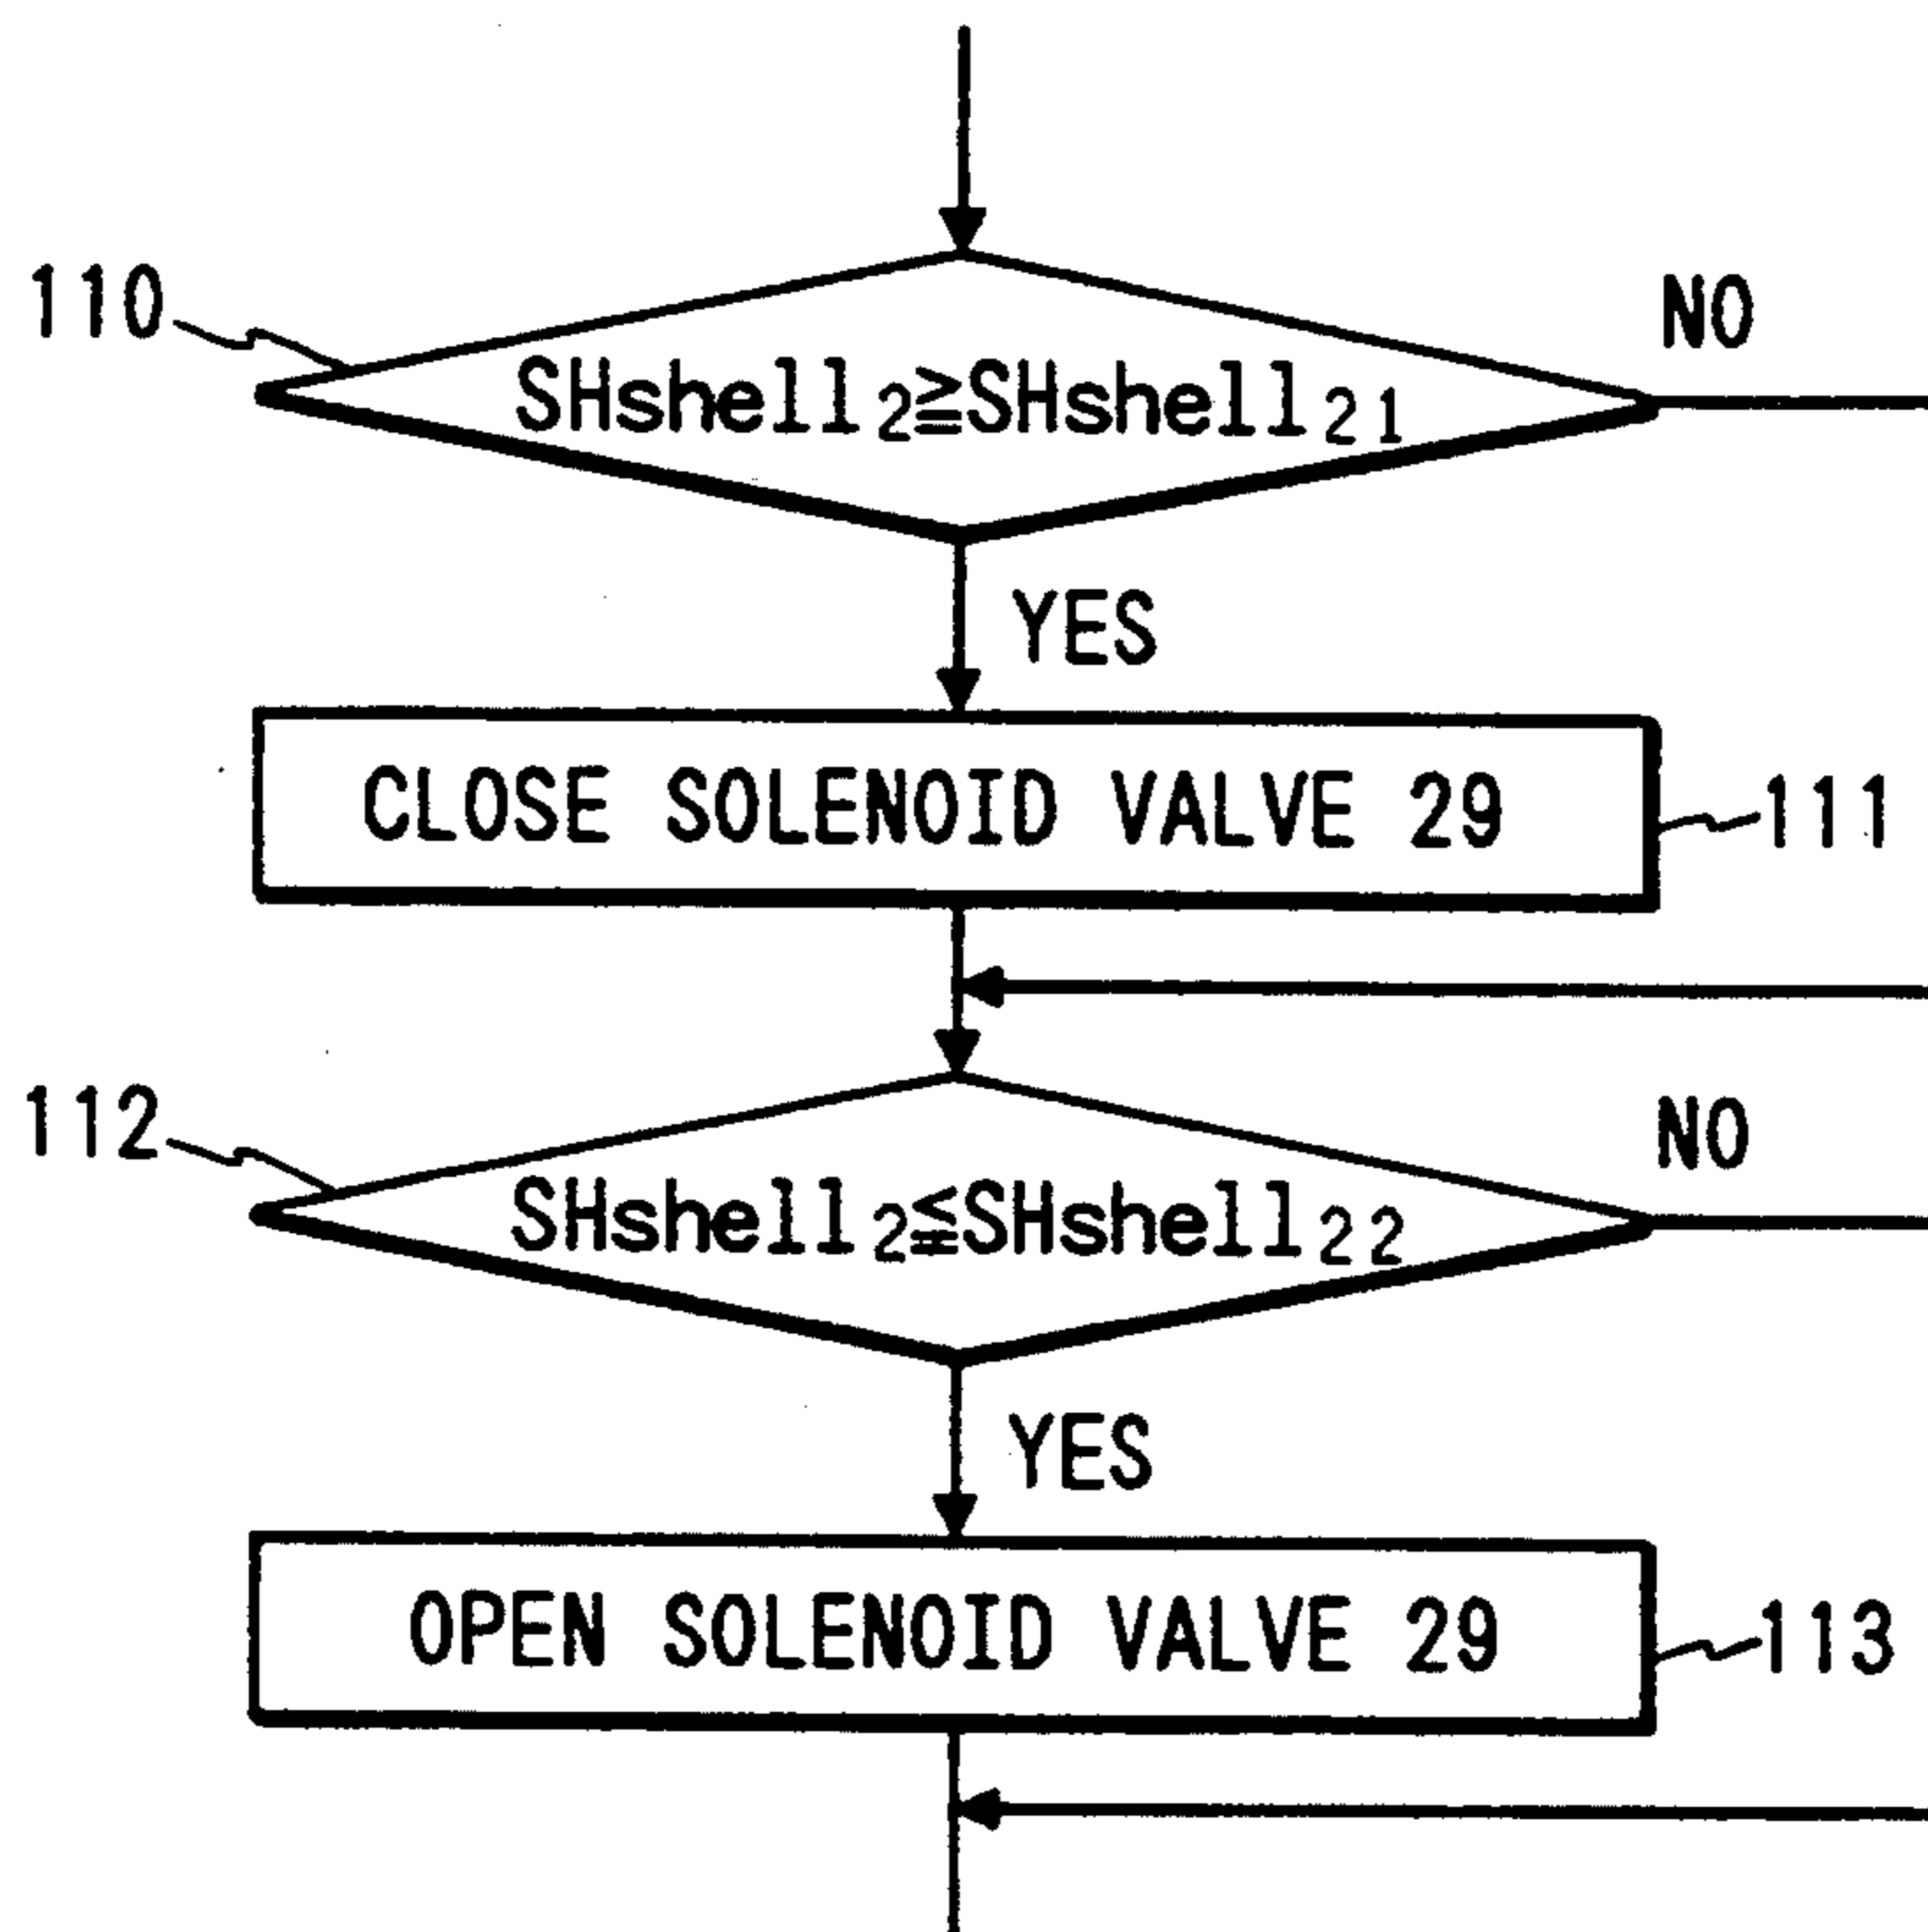 110
NO
SHshell₂≧SHshell₂₁
YES
CLOSE SOLENOID VALVE 29
111
112
NO
SHshell₂≦SHshell₂₂
YES
OPEN SOLENOID VALVE 29
113